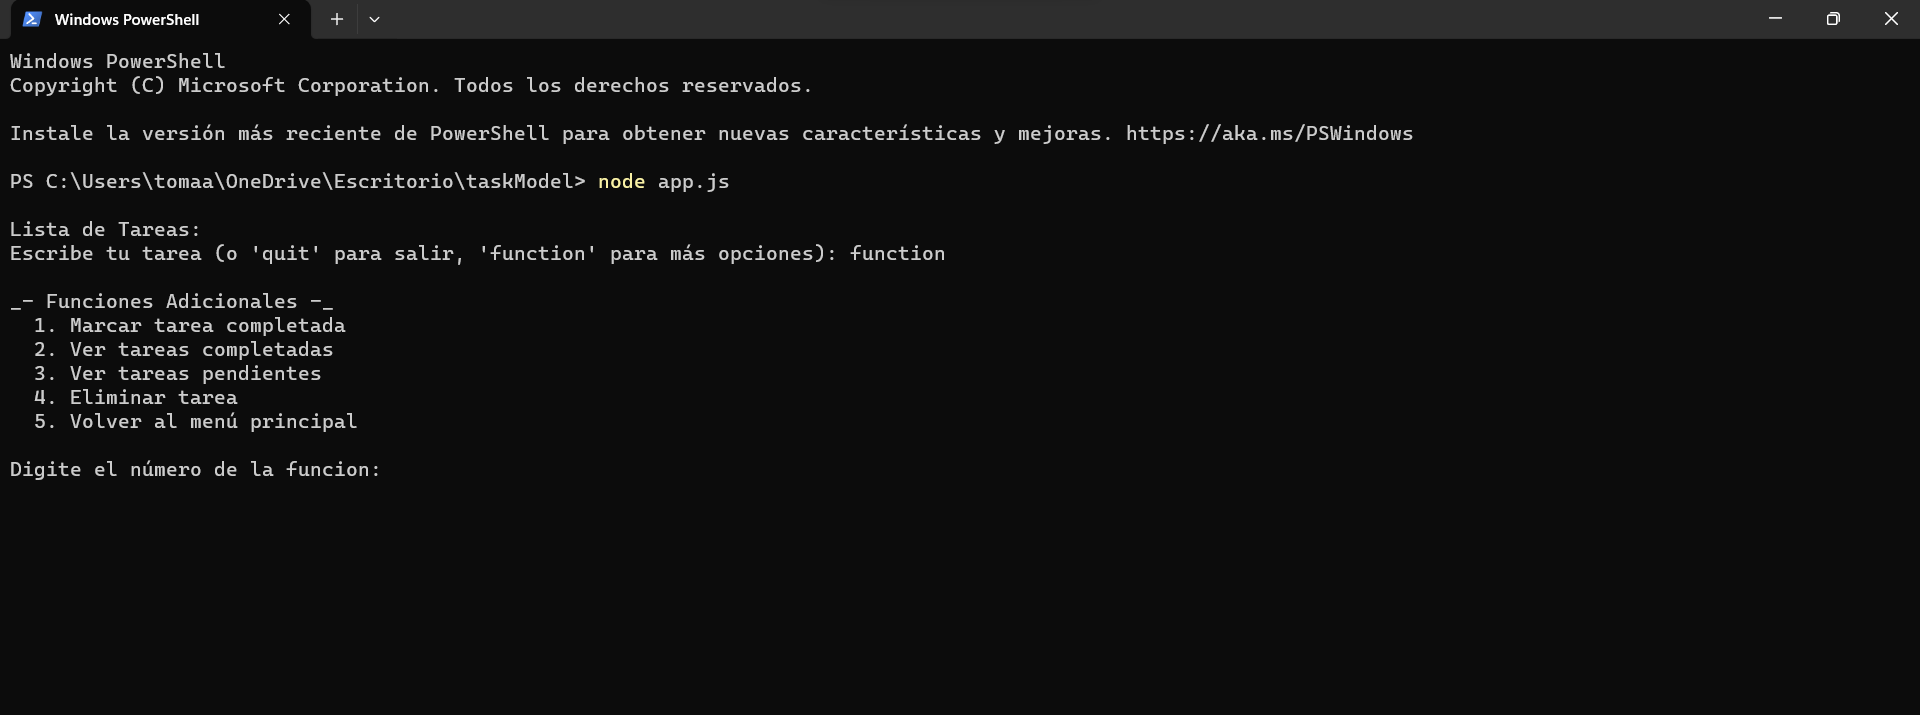 Windows PowerShell
Windows PowerShell
Copyright (C) Microsoft Corporation. Todos los derechos reservados.
Instale la versión más reciente de PowerShell para obtener nuevas características y mejoras. https://aka.ms/PSWindows
PS C:\Users\tomaa\OneDrive\Escritorio\taskModel> node app.js
Lista de Tareas:
Escribe tu tarea (o 'quit' para salir, 'function' para más opciones): function
_- Funciones Adicionales -_
1. Marcar tarea completada
2. Ver tareas completadas
3. Ver tareas pendientes
4. Eliminar tarea
5. Volver al menú principal
Digite el número de la funcion: